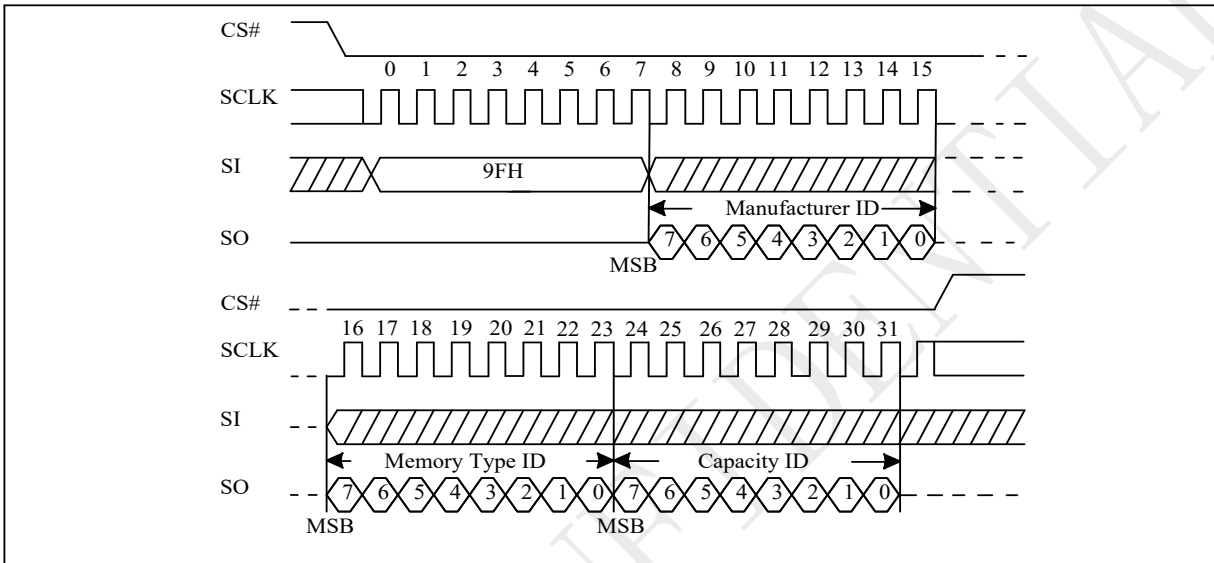 CS#
0 1 2 3 4 5 6 7 8 9 10 11 12 13 14 15
SCLK
SI
9FH
Manufacturer ID
SO
7 6 5 4 3 2 1 0
MSB
CS#
16 17 18 19 20 21 22 23 24 25 26 27 28 29 30 31
SCLK
SI
Memory Type ID Capacity ID
SO
7 6 5 4 3 2 1 0 7 6 5 4 3 2 1 0
MSB MSB